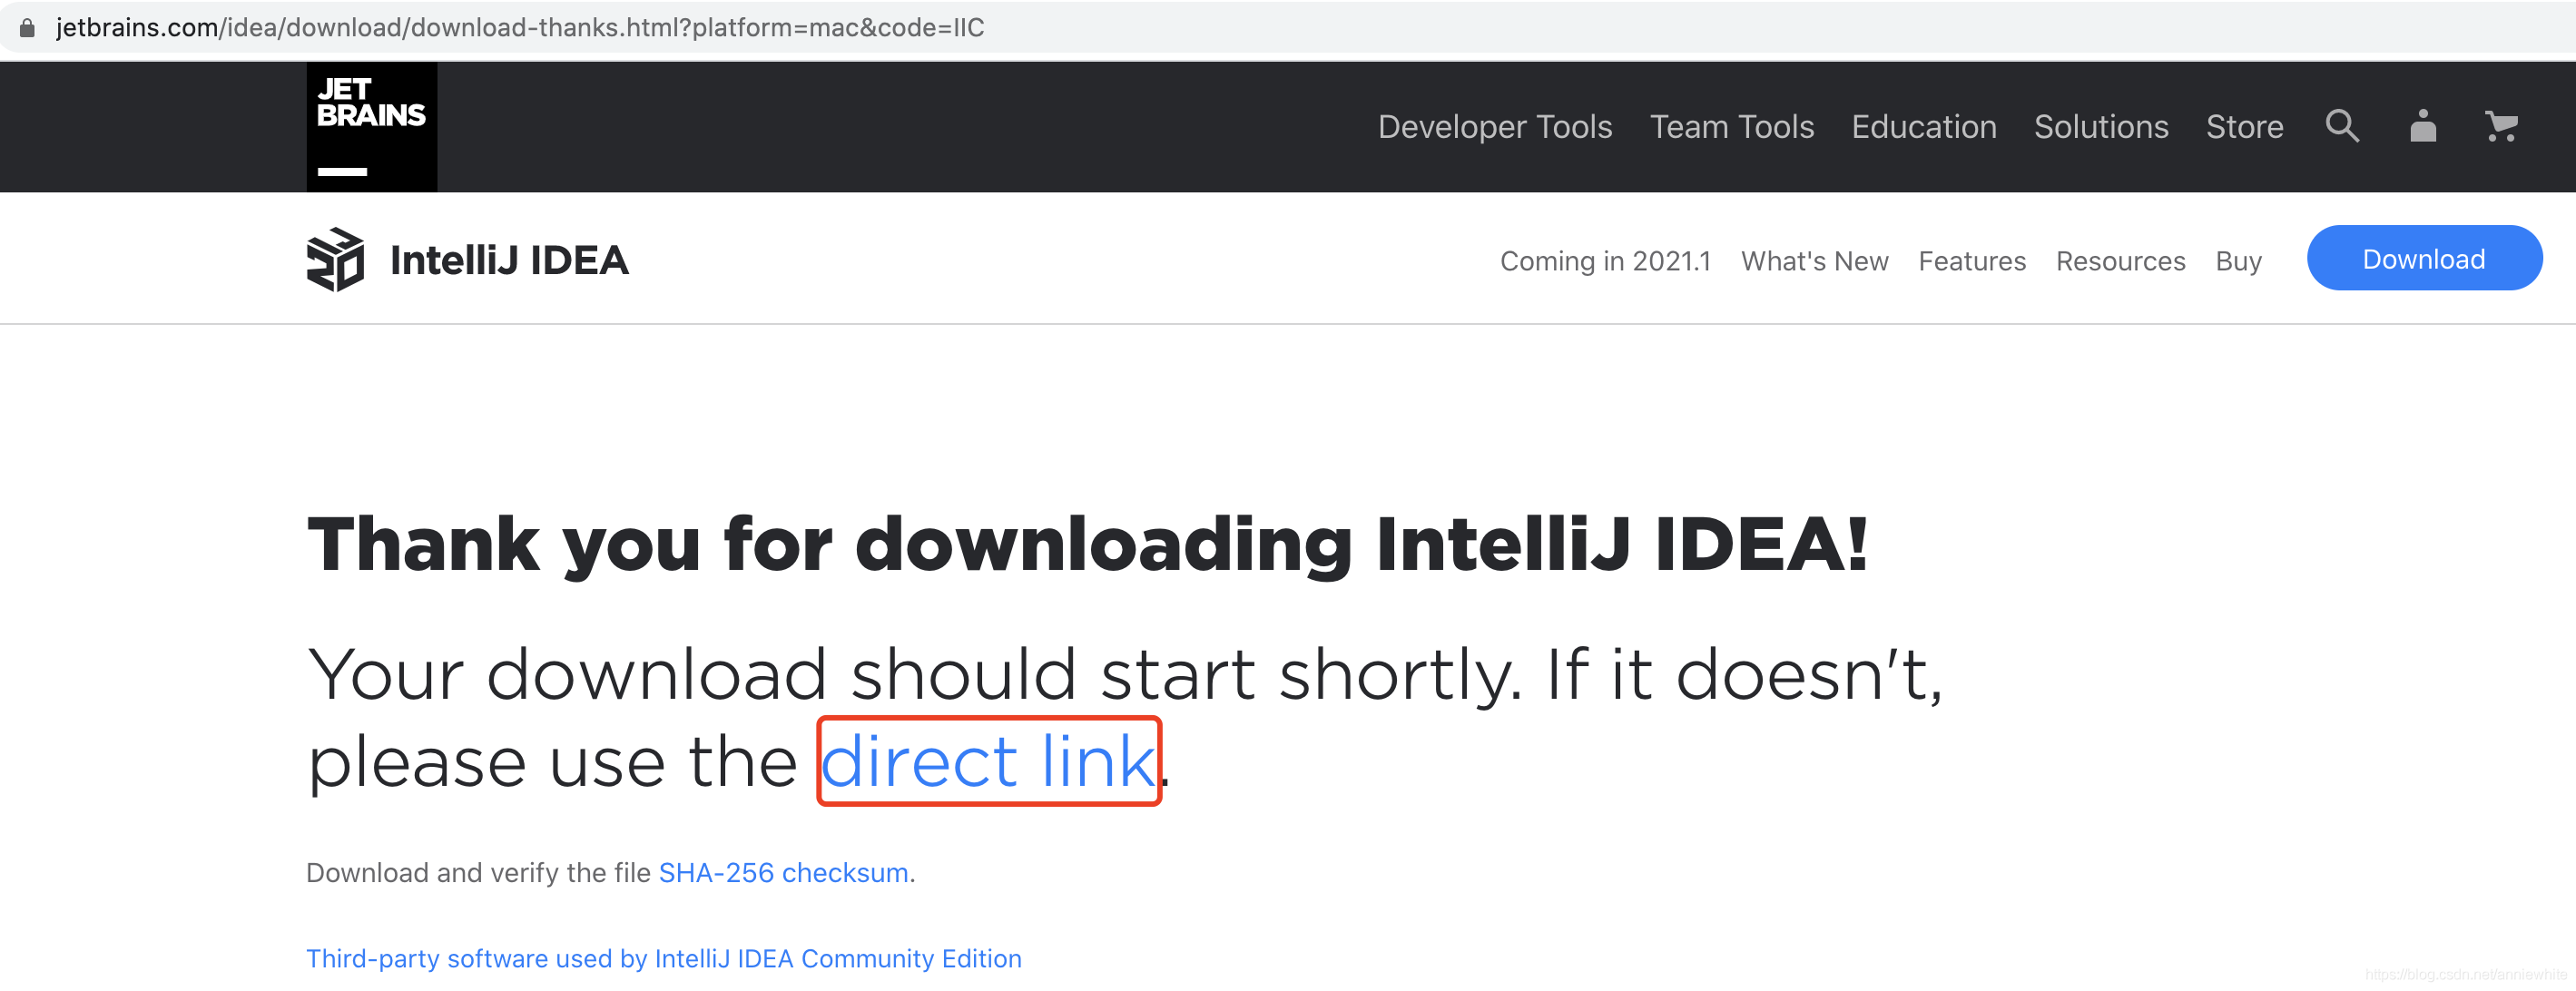 jetbrains.com/idea/download/download-thanks.html?platform=mac&code=IIC
JET
BRAINS
Developer Tools Team Tools Education Solutions Store
IntelliJ IDEA
Coming in 2021.1 What's New Features Resources Buy Download
Thank you for downloading IntelliJ IDEA!
Your download should start shortly. If it doesn't,
please use the direct link.
Download and verify the file SHA-256 checksum.
Third-party software used by IntelliJ IDEA Community Edition
https://blog.csdn.net/anniewhite